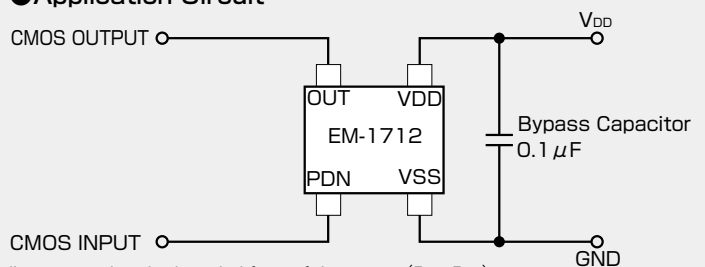 ●Application Circuit
CMOS OUTPUT
VDD
OUT VDD
EM-1712
Bypass Capacitor
0.1μF
PDN VSS
CMOS INPUT
GND